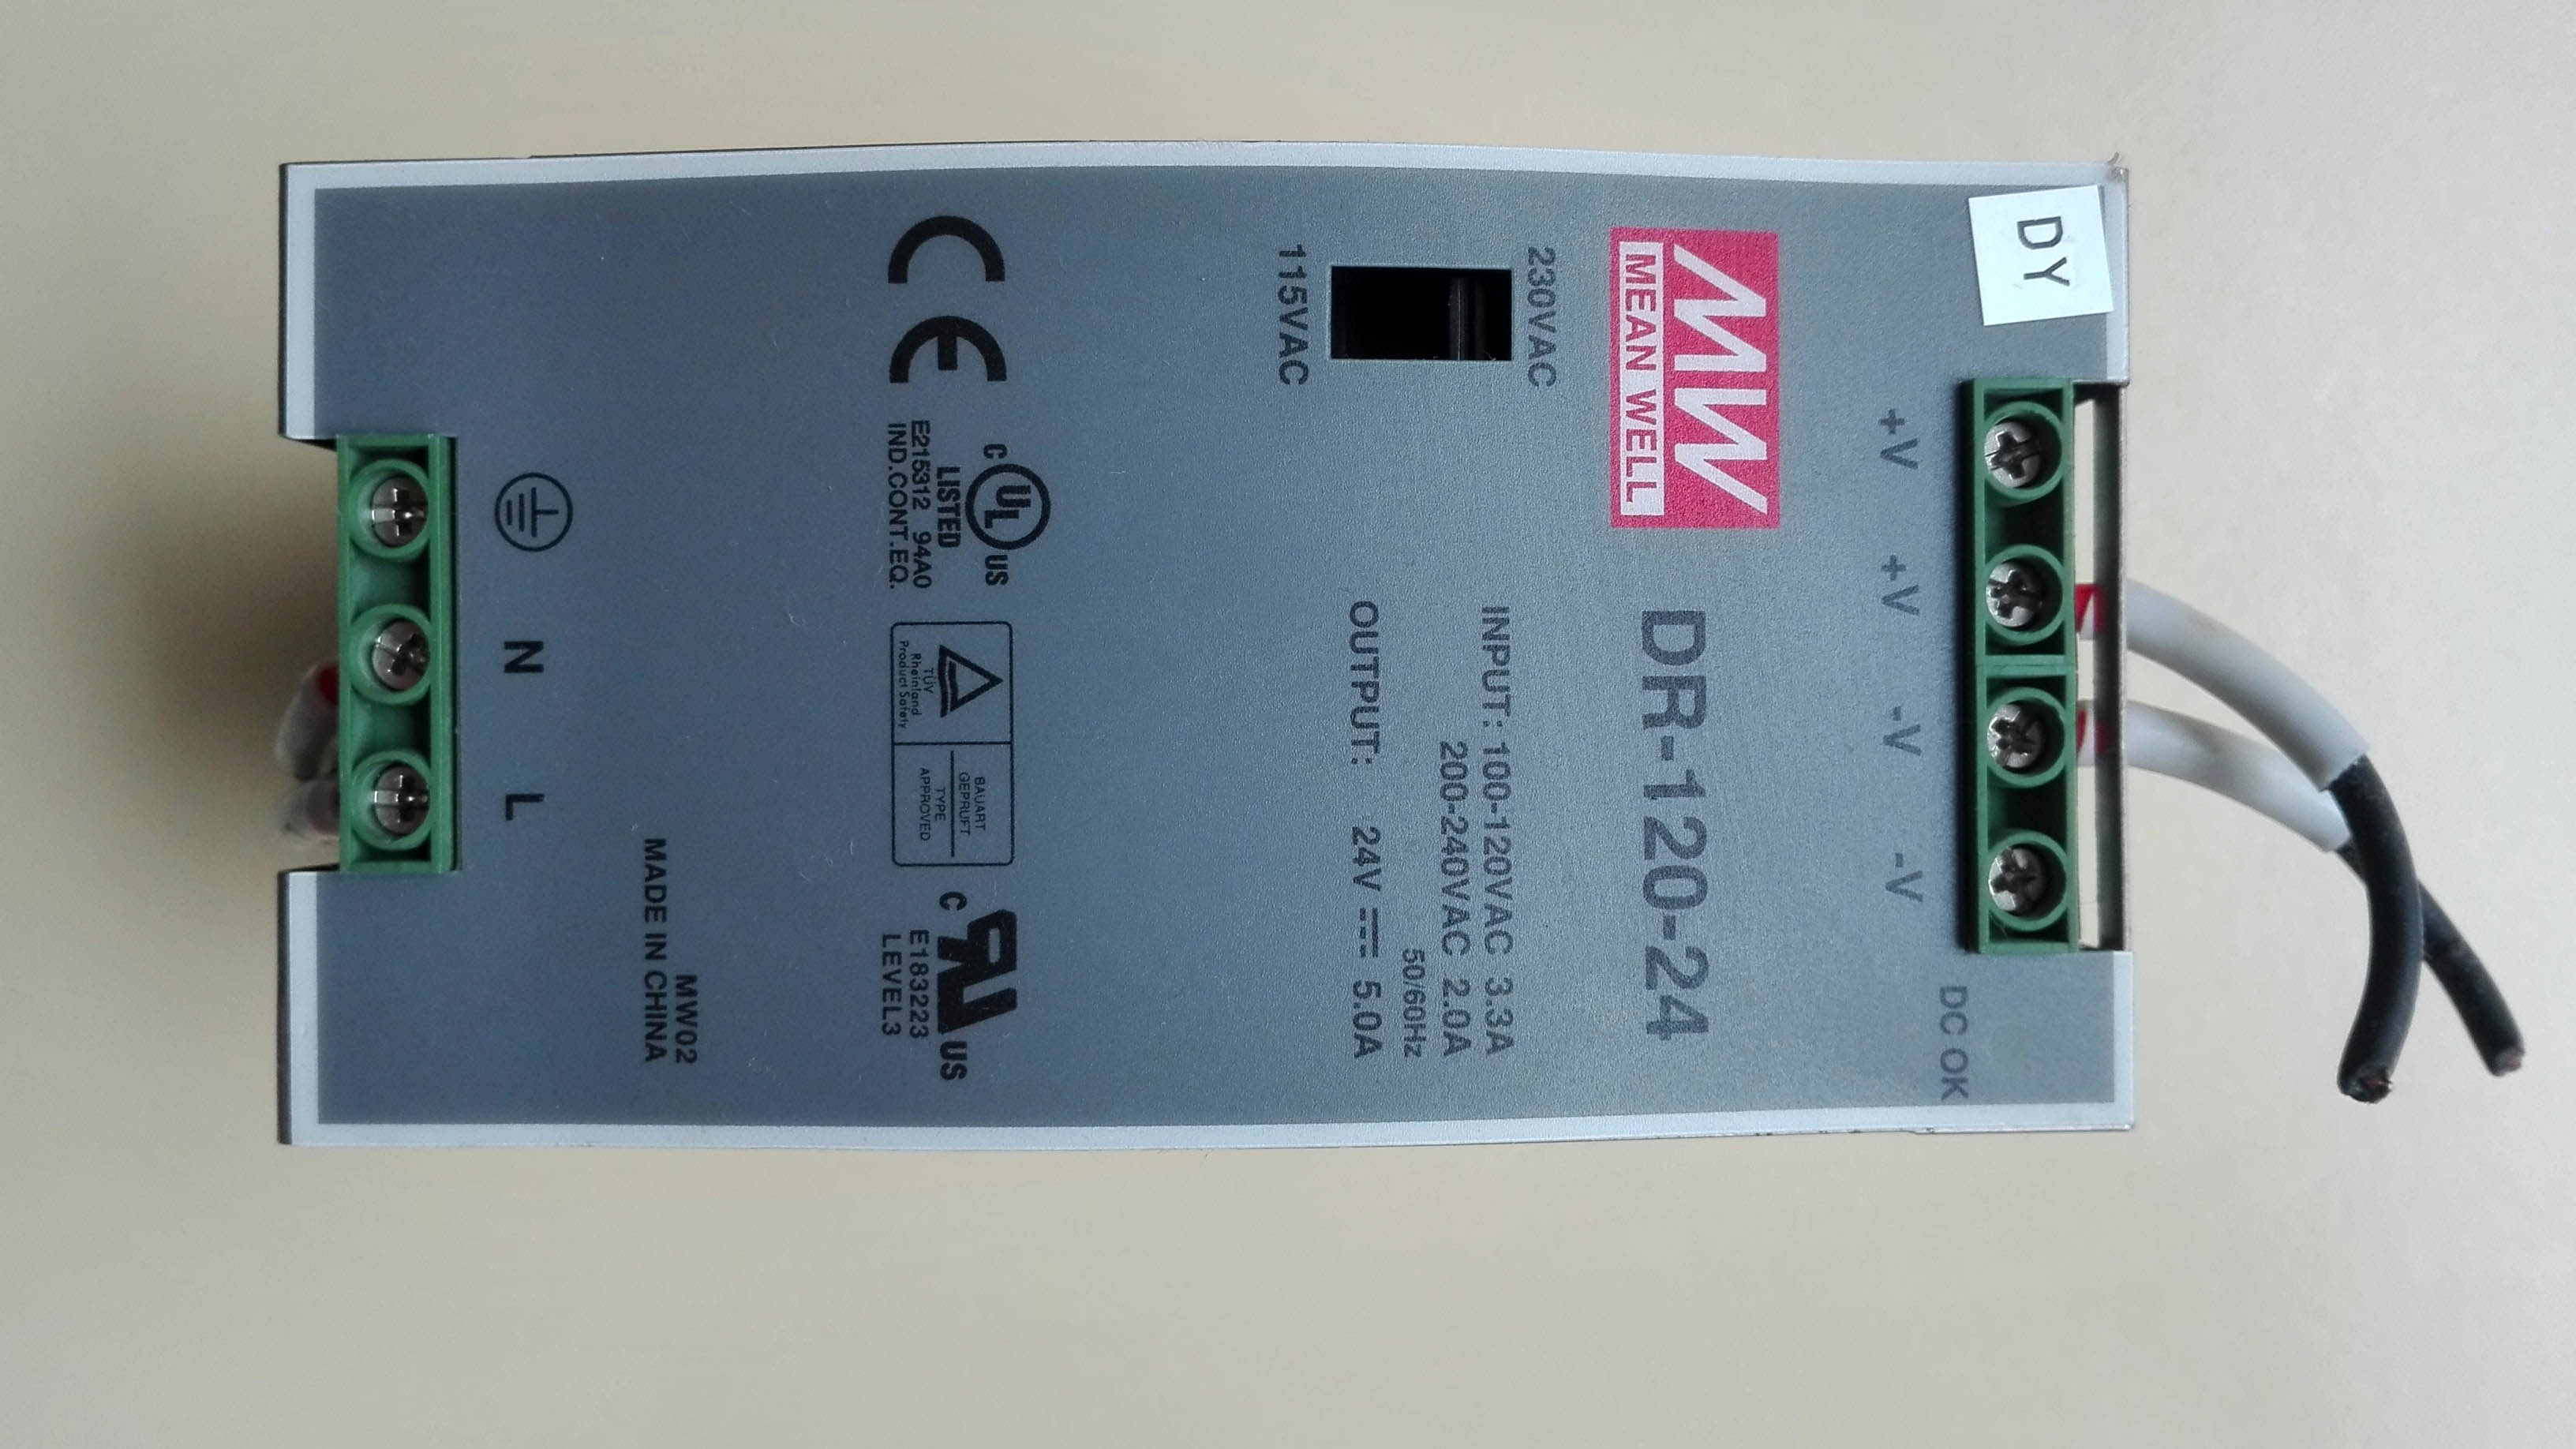 DY
+V +V -V -V
DC OK
MW
MEAN WELL
DR-120-24
230VAC
115VAC
INPUT: 100-120VAC 3.3A
200-240VAC 2.0A
50/60Hz
OUTPUT: 24V 5.0A
CE
C UL US
LISTED
E215312 94A0
IND.CONT.EQ.
TÜV
Rheinland
Product Safety
BAUART
GEPRÜFT
TYPE
APPROVED
C RU US
E183223
LEVEL3
MW02
MADE IN CHINA
N L